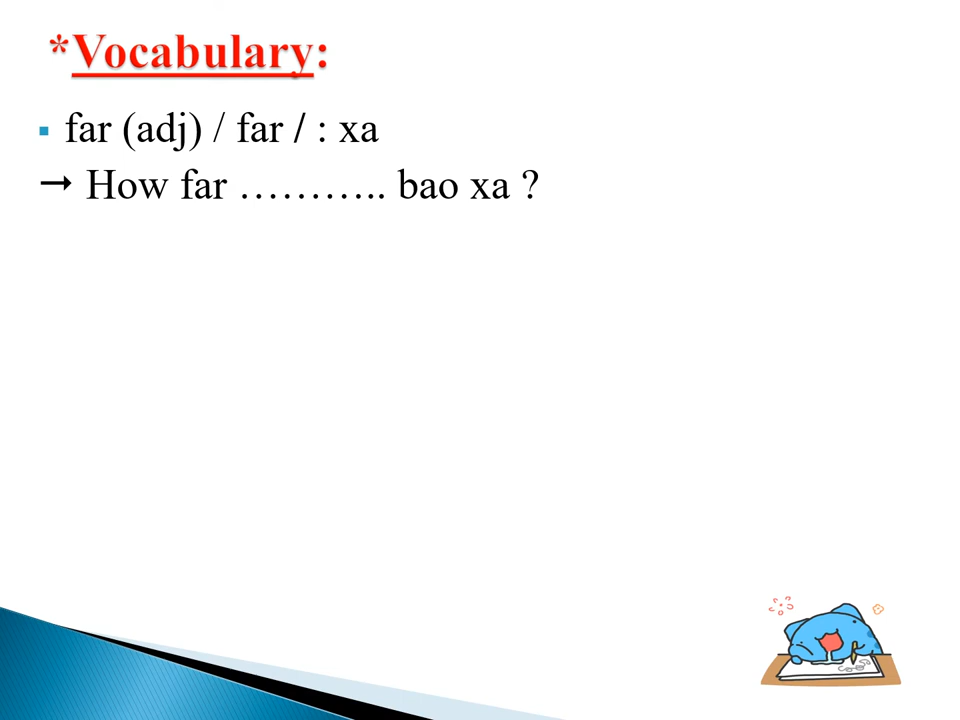 *Vocabulary:
▪ far (adj) / far / : xa
➞ How far ……….. bao xa ?